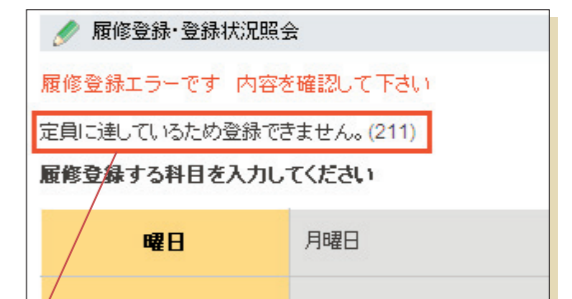 履修登録・登録状況照会
履修登録エラーです 内容を確認して下さい
定員に達しているため登録できません。(211)
履修登録する科目を入力してください
曜日 月曜日